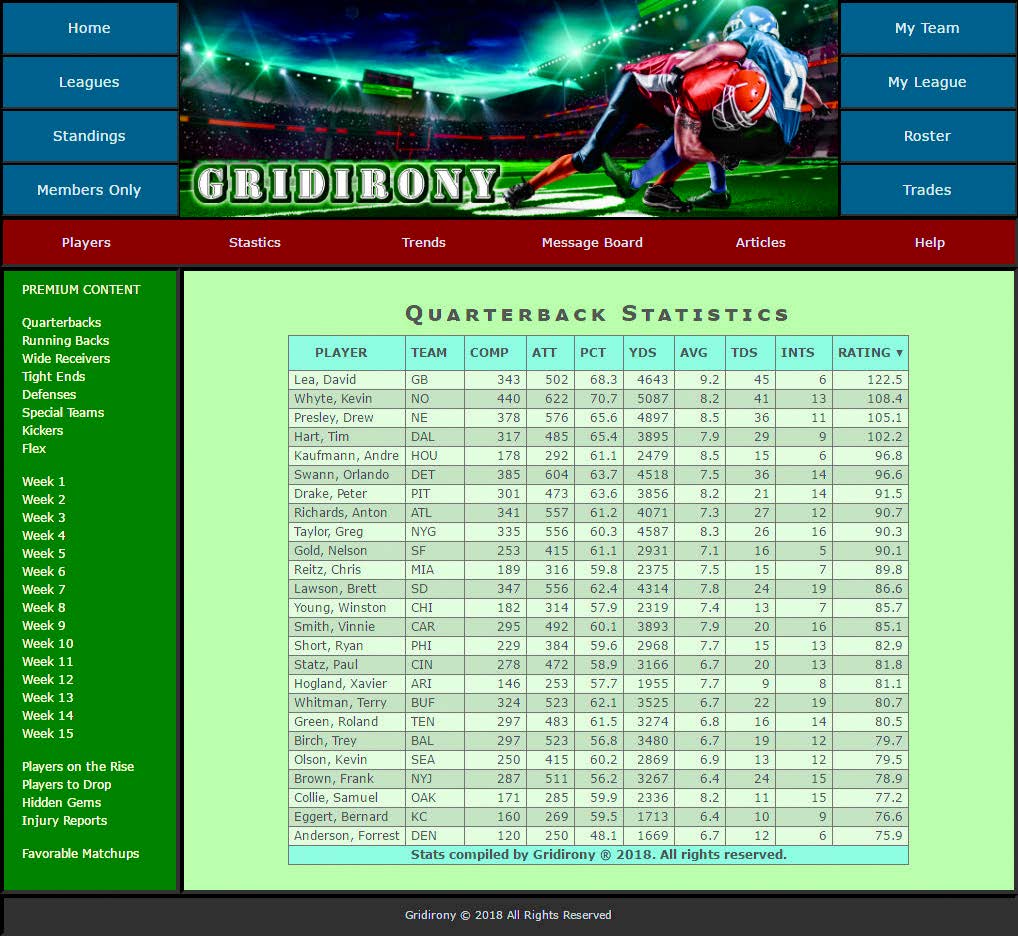 Home
Leagues
Standings
Members Only
GRIDIRONY
21
My Team
My League
Roster
Trades
Players Stastics Trends Message Board Articles Help
PREMIUM CONTENT
Quarterbacks
Running Backs
Wide Receivers
Tight Ends
Defenses
Special Teams
Kickers
Flex
Week 1
Week 2
Week 3
Week 4
Week 5
Week 6
Week 7
Week 8
Week 9
Week 10
Week 11
Week 12
Week 13
Week 14
Week 15
Players on the Rise
Players to Drop
Hidden Gems
Injury Reports
Favorable Matchups
Quarterback Statistics
PLAYER TEAM COMP ATT PCT YDS AVG TDS INTS RATING ▼
Lea, David GB 343 502 68.3 4643 9.2 45 6 122.5
Whyte, Kevin NO 440 622 70.7 5087 8.2 41 13 108.4
Presley, Drew NE 378 576 65.6 4897 8.5 36 11 105.1
Hart, Tim DAL 317 485 65.4 3895 7.9 29 9 102.2
Kaufmann, Andre HOU 178 292 61.1 2479 8.5 15 6 96.8
Swann, Orlando DET 385 604 63.7 4518 7.5 36 14 96.6
Drake, Peter PIT 301 473 63.6 3856 8.2 21 14 91.5
Richards, Anton ATL 341 557 61.2 4071 7.3 27 12 90.7
Taylor, Greg NYG 335 556 60.3 4587 8.3 26 16 90.3
Gold, Nelson SF 253 415 61.1 2931 7.1 16 5 90.1
Reitz, Chris MIA 189 316 59.8 2375 7.5 15 7 89.8
Lawson, Brett SD 347 556 62.4 4314 7.8 24 19 86.6
Young, Winston CHI 182 314 57.9 2319 7.4 13 7 85.7
Smith, Vinnie CAR 295 492 60.1 3893 7.9 20 16 85.1
Short, Ryan PHI 229 384 59.6 2968 7.7 15 13 82.9
Statz, Paul CIN 278 472 58.9 3166 6.7 20 13 81.8
Hogland, Xavier ARI 146 253 57.7 1955 7.7 9 8 81.1
Whitman, Terry BUF 324 523 62.1 3525 6.7 22 19 80.7
Green, Roland TEN 297 483 61.5 3274 6.8 16 14 80.5
Birch, Trey BAL 297 523 56.8 3480 6.7 19 12 79.7
Olson, Kevin SEA 250 415 60.2 2869 6.9 13 12 79.5
Brown, Frank NYJ 287 511 56.2 3267 6.4 24 15 78.9
Collie, Samuel OAK 171 285 59.9 2336 8.2 11 15 77.2
Eggert, Bernard KC 160 269 59.5 1713 6.4 10 9 76.6
Anderson, Forrest DEN 120 250 48.1 1669 6.7 12 6 75.9
Stats compiled by Gridirony ® 2018. All rights reserved.
Gridirony © 2018 All Rights Reserved